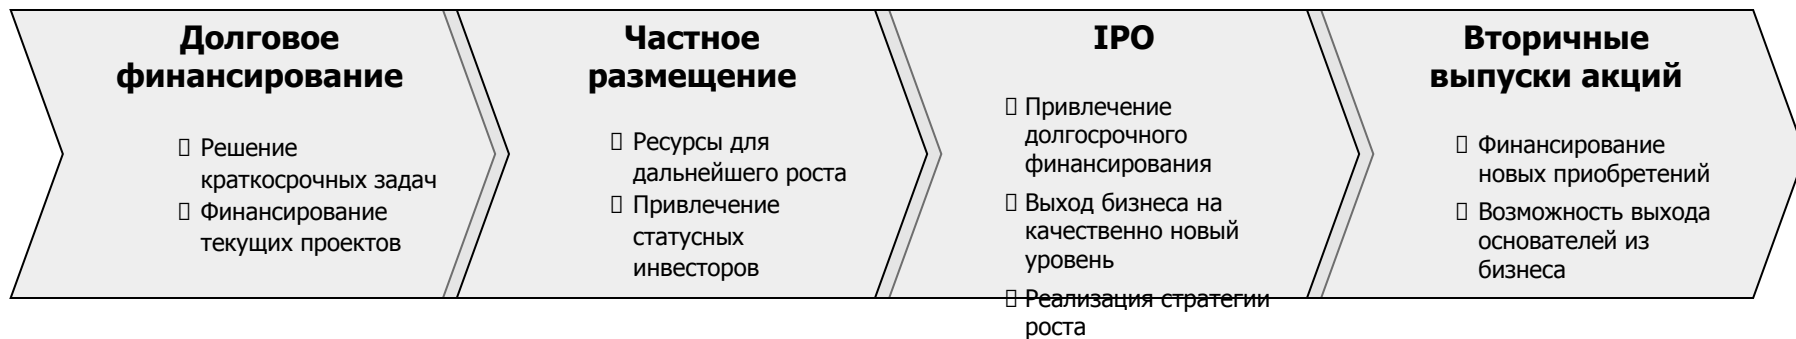 Долговое
финансирование
Решение
краткосрочных задач
Финансирование
текущих проектов
Частное
размещение
Ресурсы для
дальнейшего роста
Привлечение
статусных
инвесторов
IPO
Привлечение
долгосрочного
финансирования
Выход бизнеса на
качественно новый
уровень
Реализация стратегии
роста
Вторичные
выпуски акций
Финансирование
новых приобретений
Возможность выхода
основателей из
бизнеса